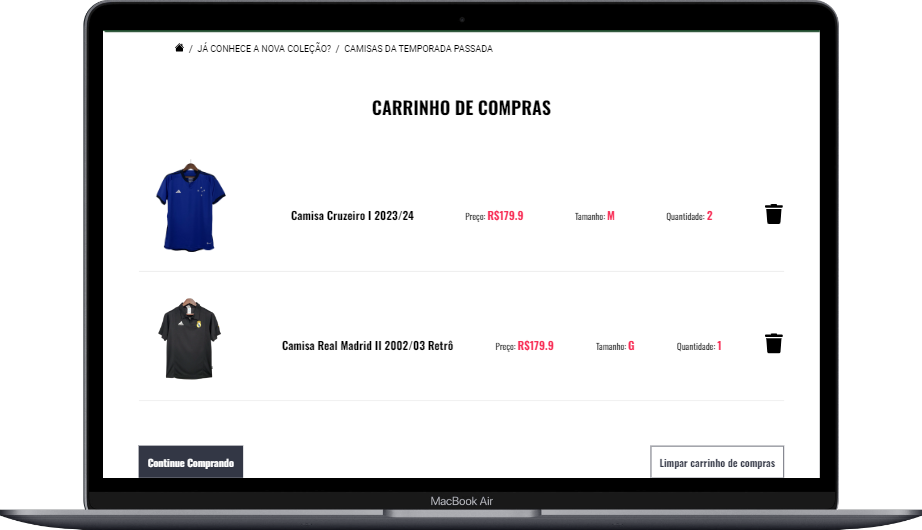 / JÁ CONHECE A NOVA COLEÇÃO? / CAMISAS DA TEMPORADA PASSADA
CARRINHO DE COMPRAS
Camisa Cruzeiro I 2023/24 Preço: R$179.9 Tamanho: M Quantidade: 2
Camisa Real Madrid II 2002/03 Retrô Preço: R$179.9 Tamanho: G Quantidade: 1
Continue Comprando Limpar carrinho de compras
MacBook Air